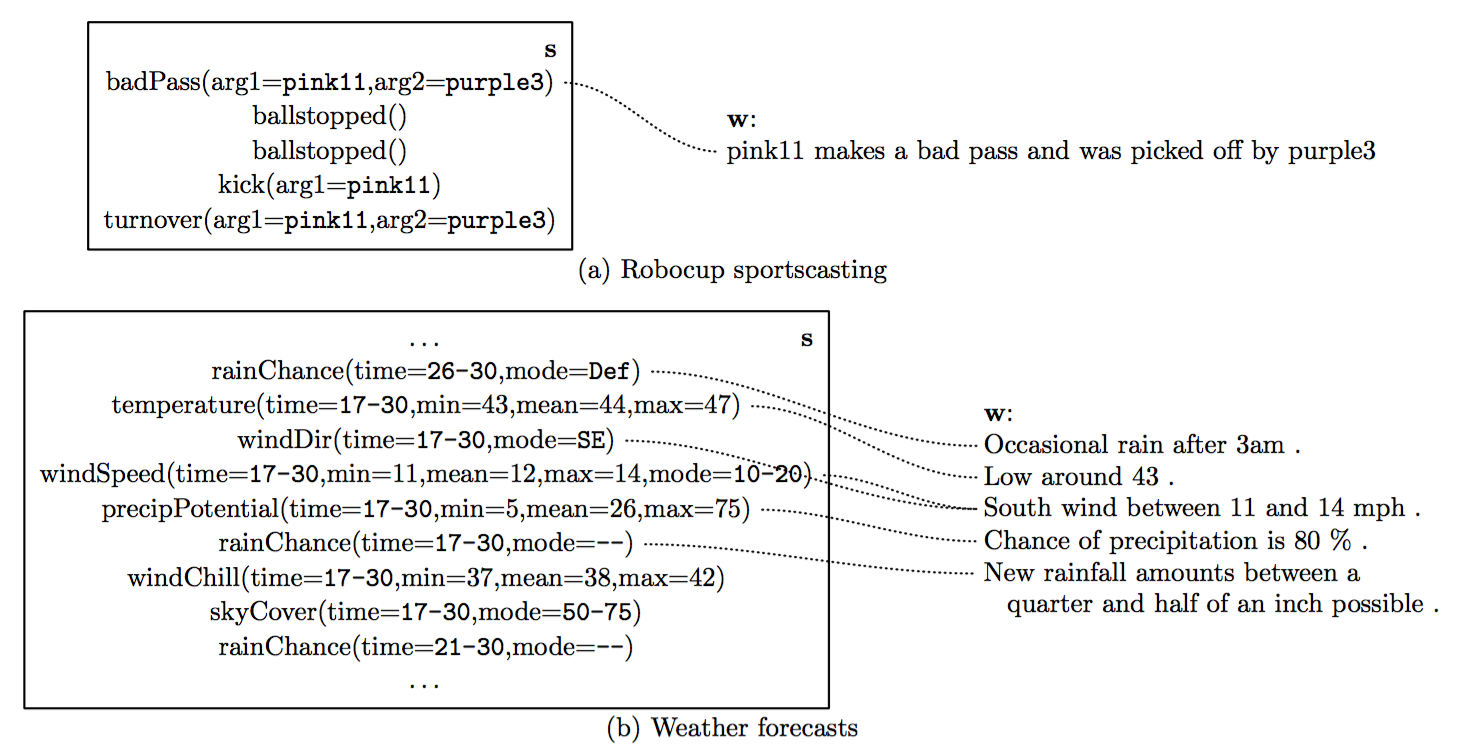 s
badPass(arg1=pink11,arg2=purple3)
ballstopped()
ballstopped()
kick(arg1=pink11)
turnover(arg1=pink11,arg2=purple3)
w:
pink11 makes a bad pass and was picked off by purple3
(a) Robocup sportscasting
s
...
rainChance(time=26-30,mode=Def)
temperature(time=17-30,min=43,mean=44,max=47)
windDir(time=17-30,mode=SE)
windSpeed(time=17-30,min=11,mean=12,max=14,mode=10-20)
precipPotential(time=17-30,min=5,mean=26,max=75)
rainChance(time=17-30,mode=--)
windChill(time=17-30,min=37,mean=38,max=42)
skyCover(time=17-30,mode=50-75)
rainChance(time=21-30,mode=--)
...
w:
Occasional rain after 3am .
Low around 43 .
South wind between 11 and 14 mph .
Chance of precipitation is 80 % .
New rainfall amounts between a
quarter and half of an inch possible .
(b) Weather forecasts